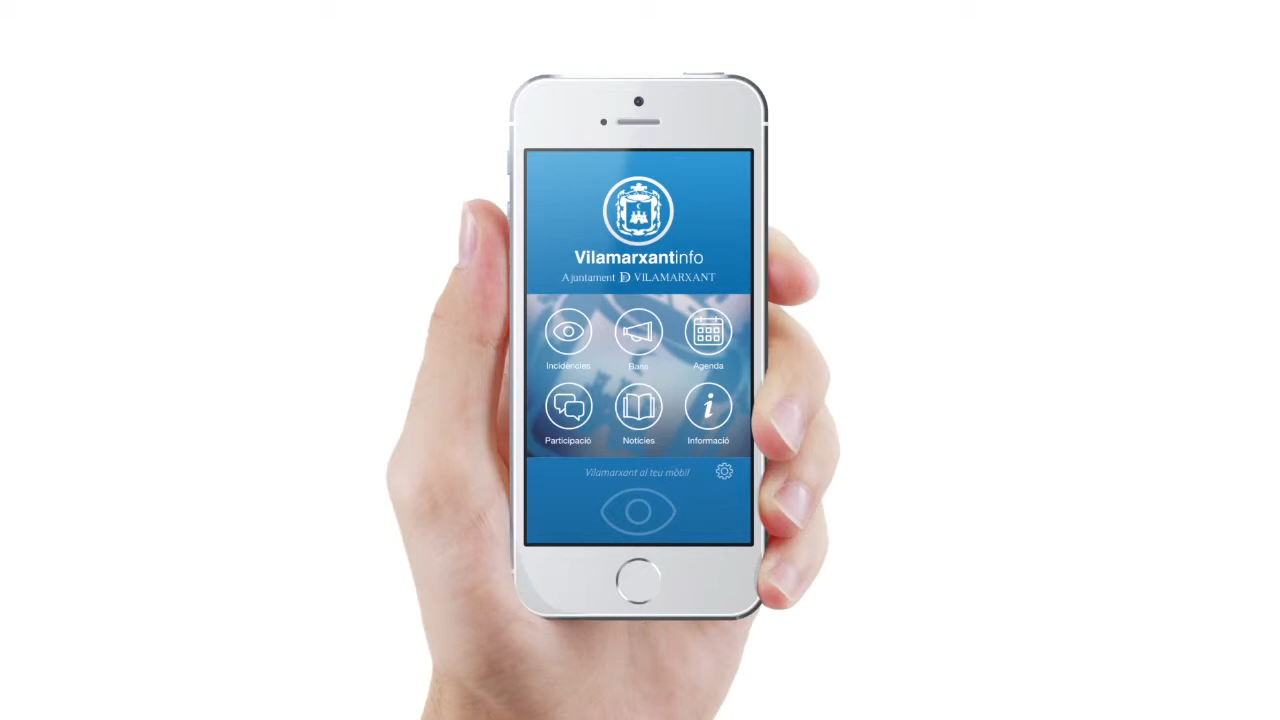 Vilamarxantinfo
Ajuntament DE VILAMARXANT
Incidències
Bans
Agenda
Participació
Notícies
Informació
Vilamarxant al teu mòbil